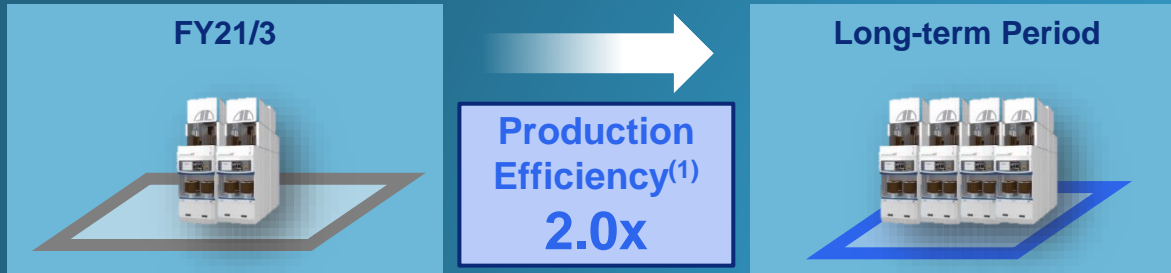 FY21/3
Production
Efficiency(1)
2.0x
Long-term Period